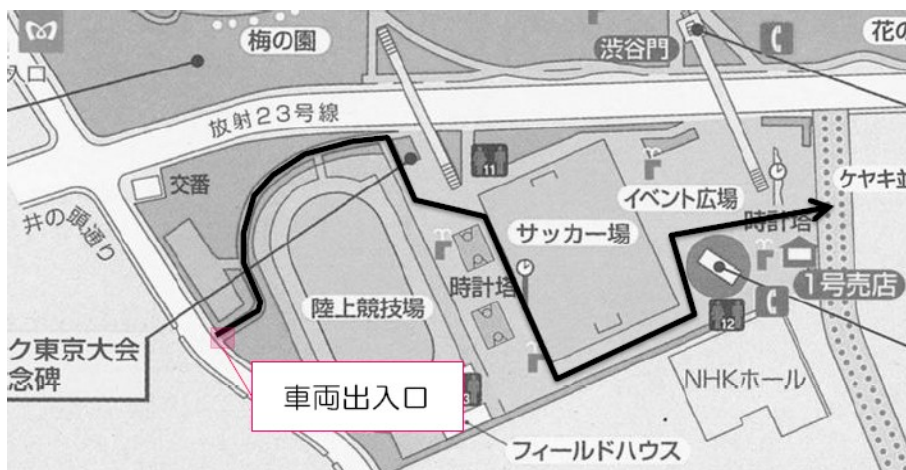 梅の園
渋谷門
花の
入口
放射23号線
交番
11
イベント広場
ケヤキ並
井の頭通り
サッカー場
時計塔
時計塔
1号売店
陸上競技場
ク東京大会
念碑
12
車両出入口
3
NHKホール
フィールドハウス